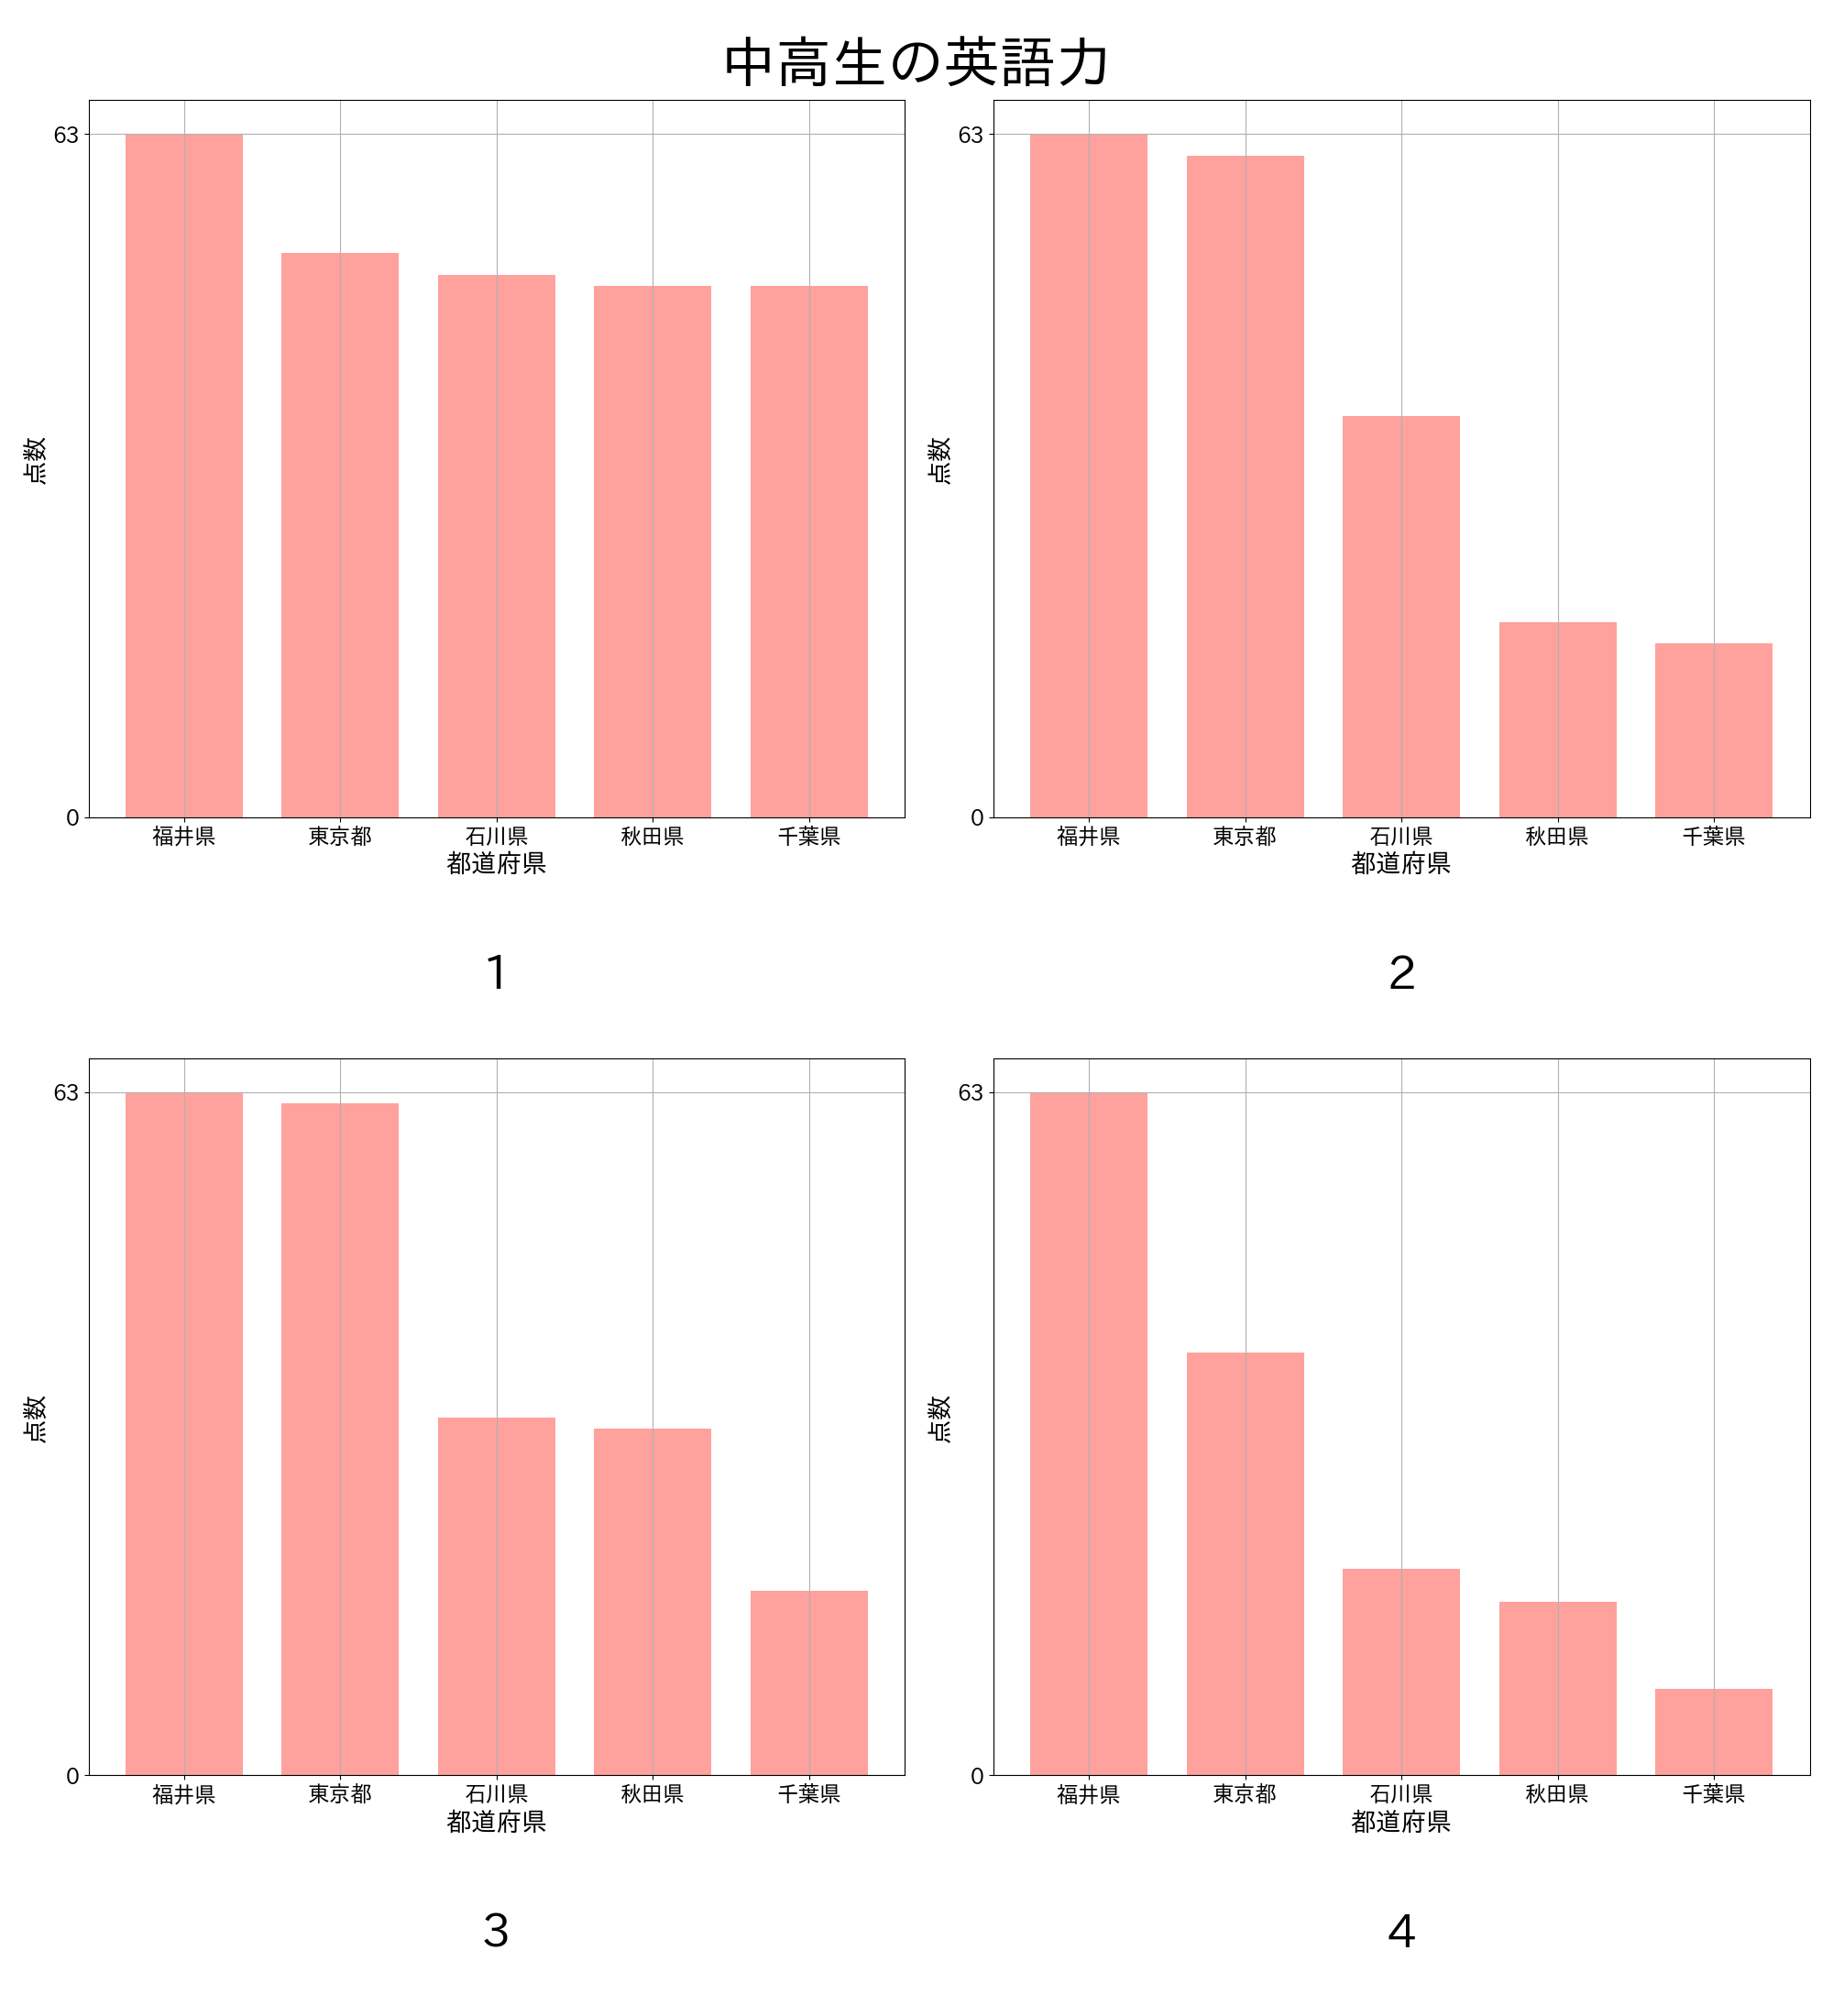 中高生の英語力
63
点数
0
福井県 東京都 石川県 秋田県 千葉県
都道府県
1
63
点数
0
福井県 東京都 石川県 秋田県 千葉県
都道府県
2
63
点数
0
福井県 東京都 石川県 秋田県 千葉県
都道府県
3
63
点数
0
福井県 東京都 石川県 秋田県 千葉県
都道府県
4